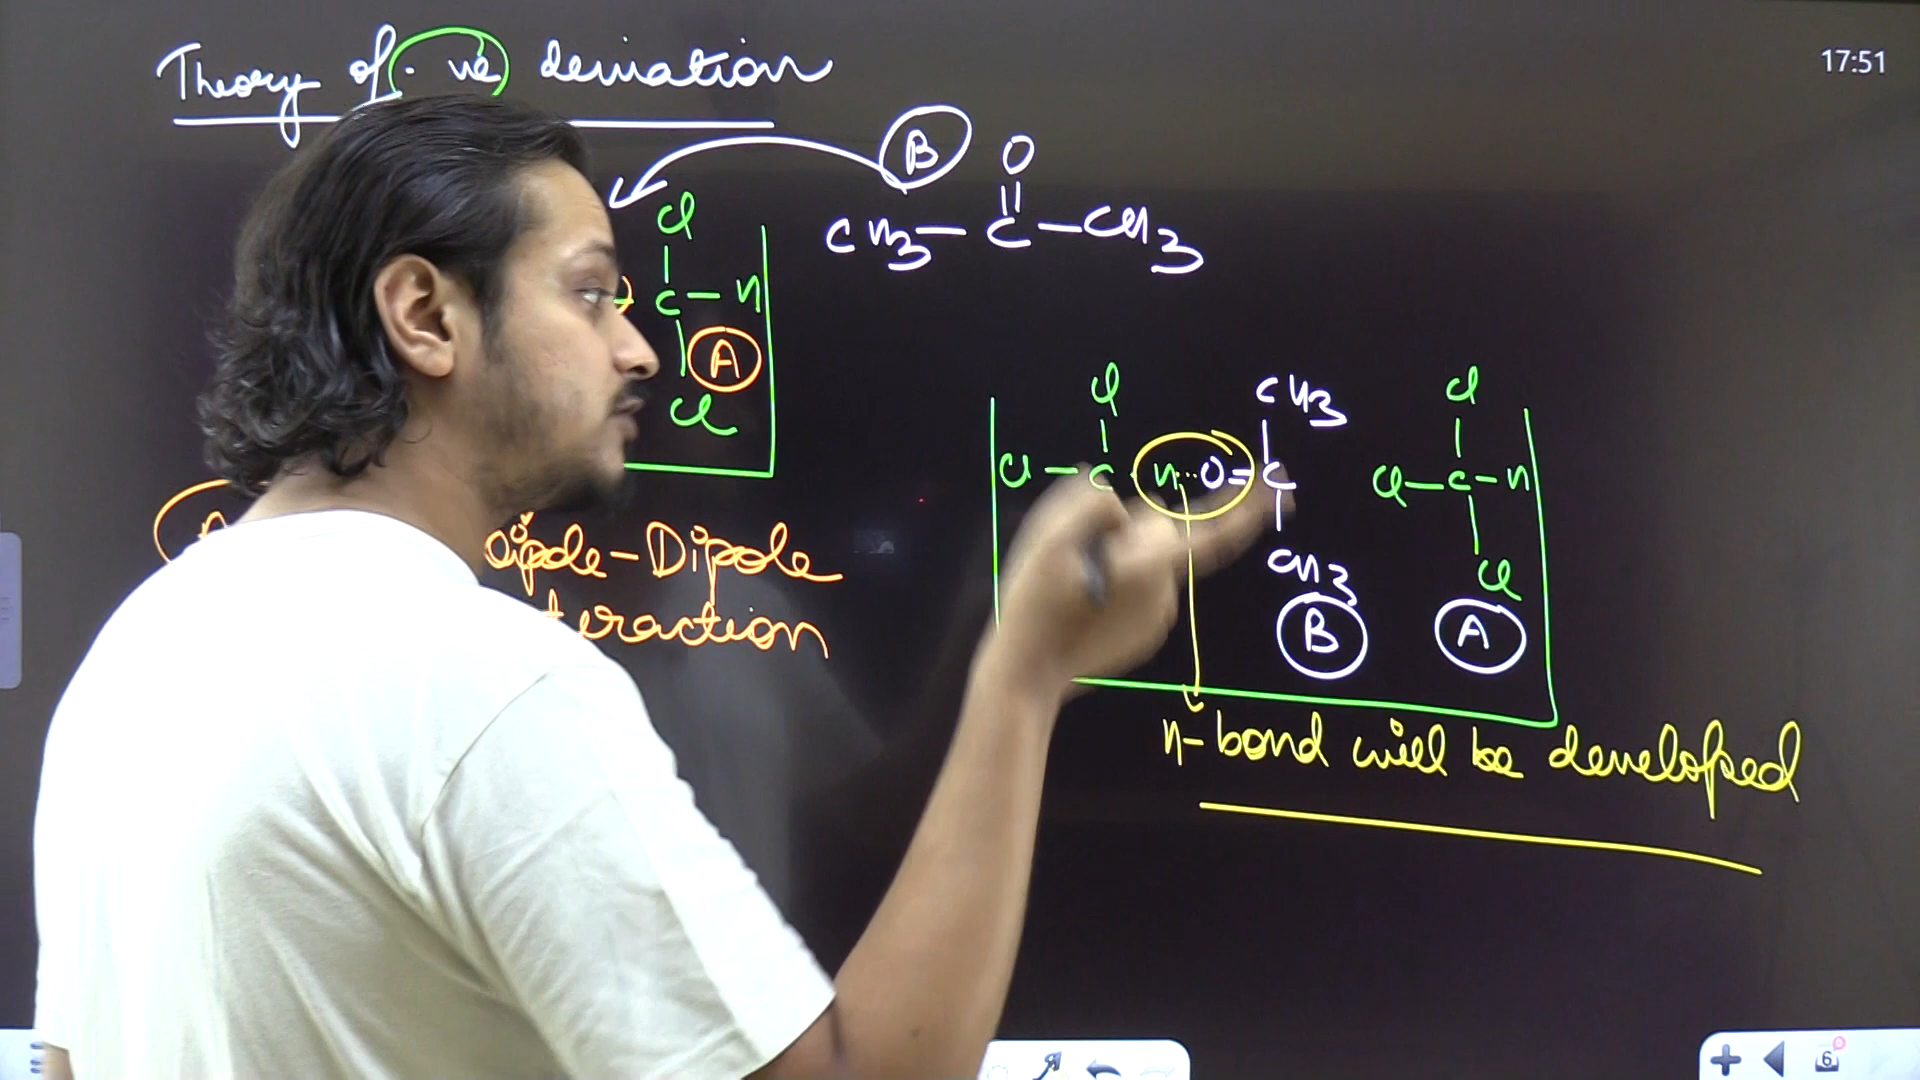 Theory of -ve deviation
17:51
B
O
CH3 — C — CH3
Cl
C — H
A
Cl
Cl
CH3
Cl
Cl — C - H...O = C
Cl — C - H
CH3
Cl
B
A
Dipole - Dipole
H-bond will be developed
6